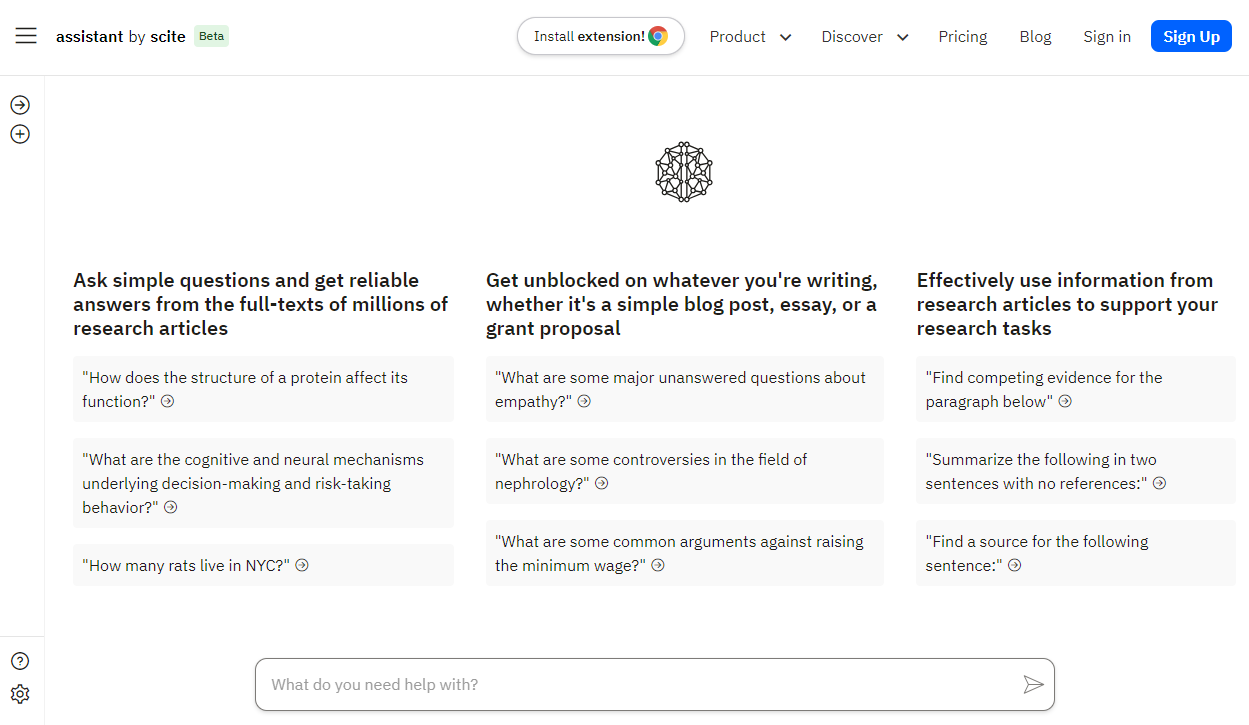 assistant by scite Beta
Install extension!
Product
Discover
Pricing
Blog
Sign in
Sign Up
Ask simple questions and get reliable
answers from the full-texts of millions of
research articles
"How does the structure of a protein affect its
function?"
"What are the cognitive and neural mechanisms
underlying decision-making and risk-taking
behavior?"
"How many rats live in NYC?"
Get unblocked on whatever you're writing,
whether it's a simple blog post, essay, or a
grant proposal
"What are some major unanswered questions about
empathy?"
"What are some controversies in the field of
nephrology?"
"What are some common arguments against raising
the minimum wage?"
Effectively use information from
research articles to support your
research tasks
"Find competing evidence for the
paragraph below"
"Summarize the following in two
sentences with no references:"
"Find a source for the following
sentence:"
What do you need help with?